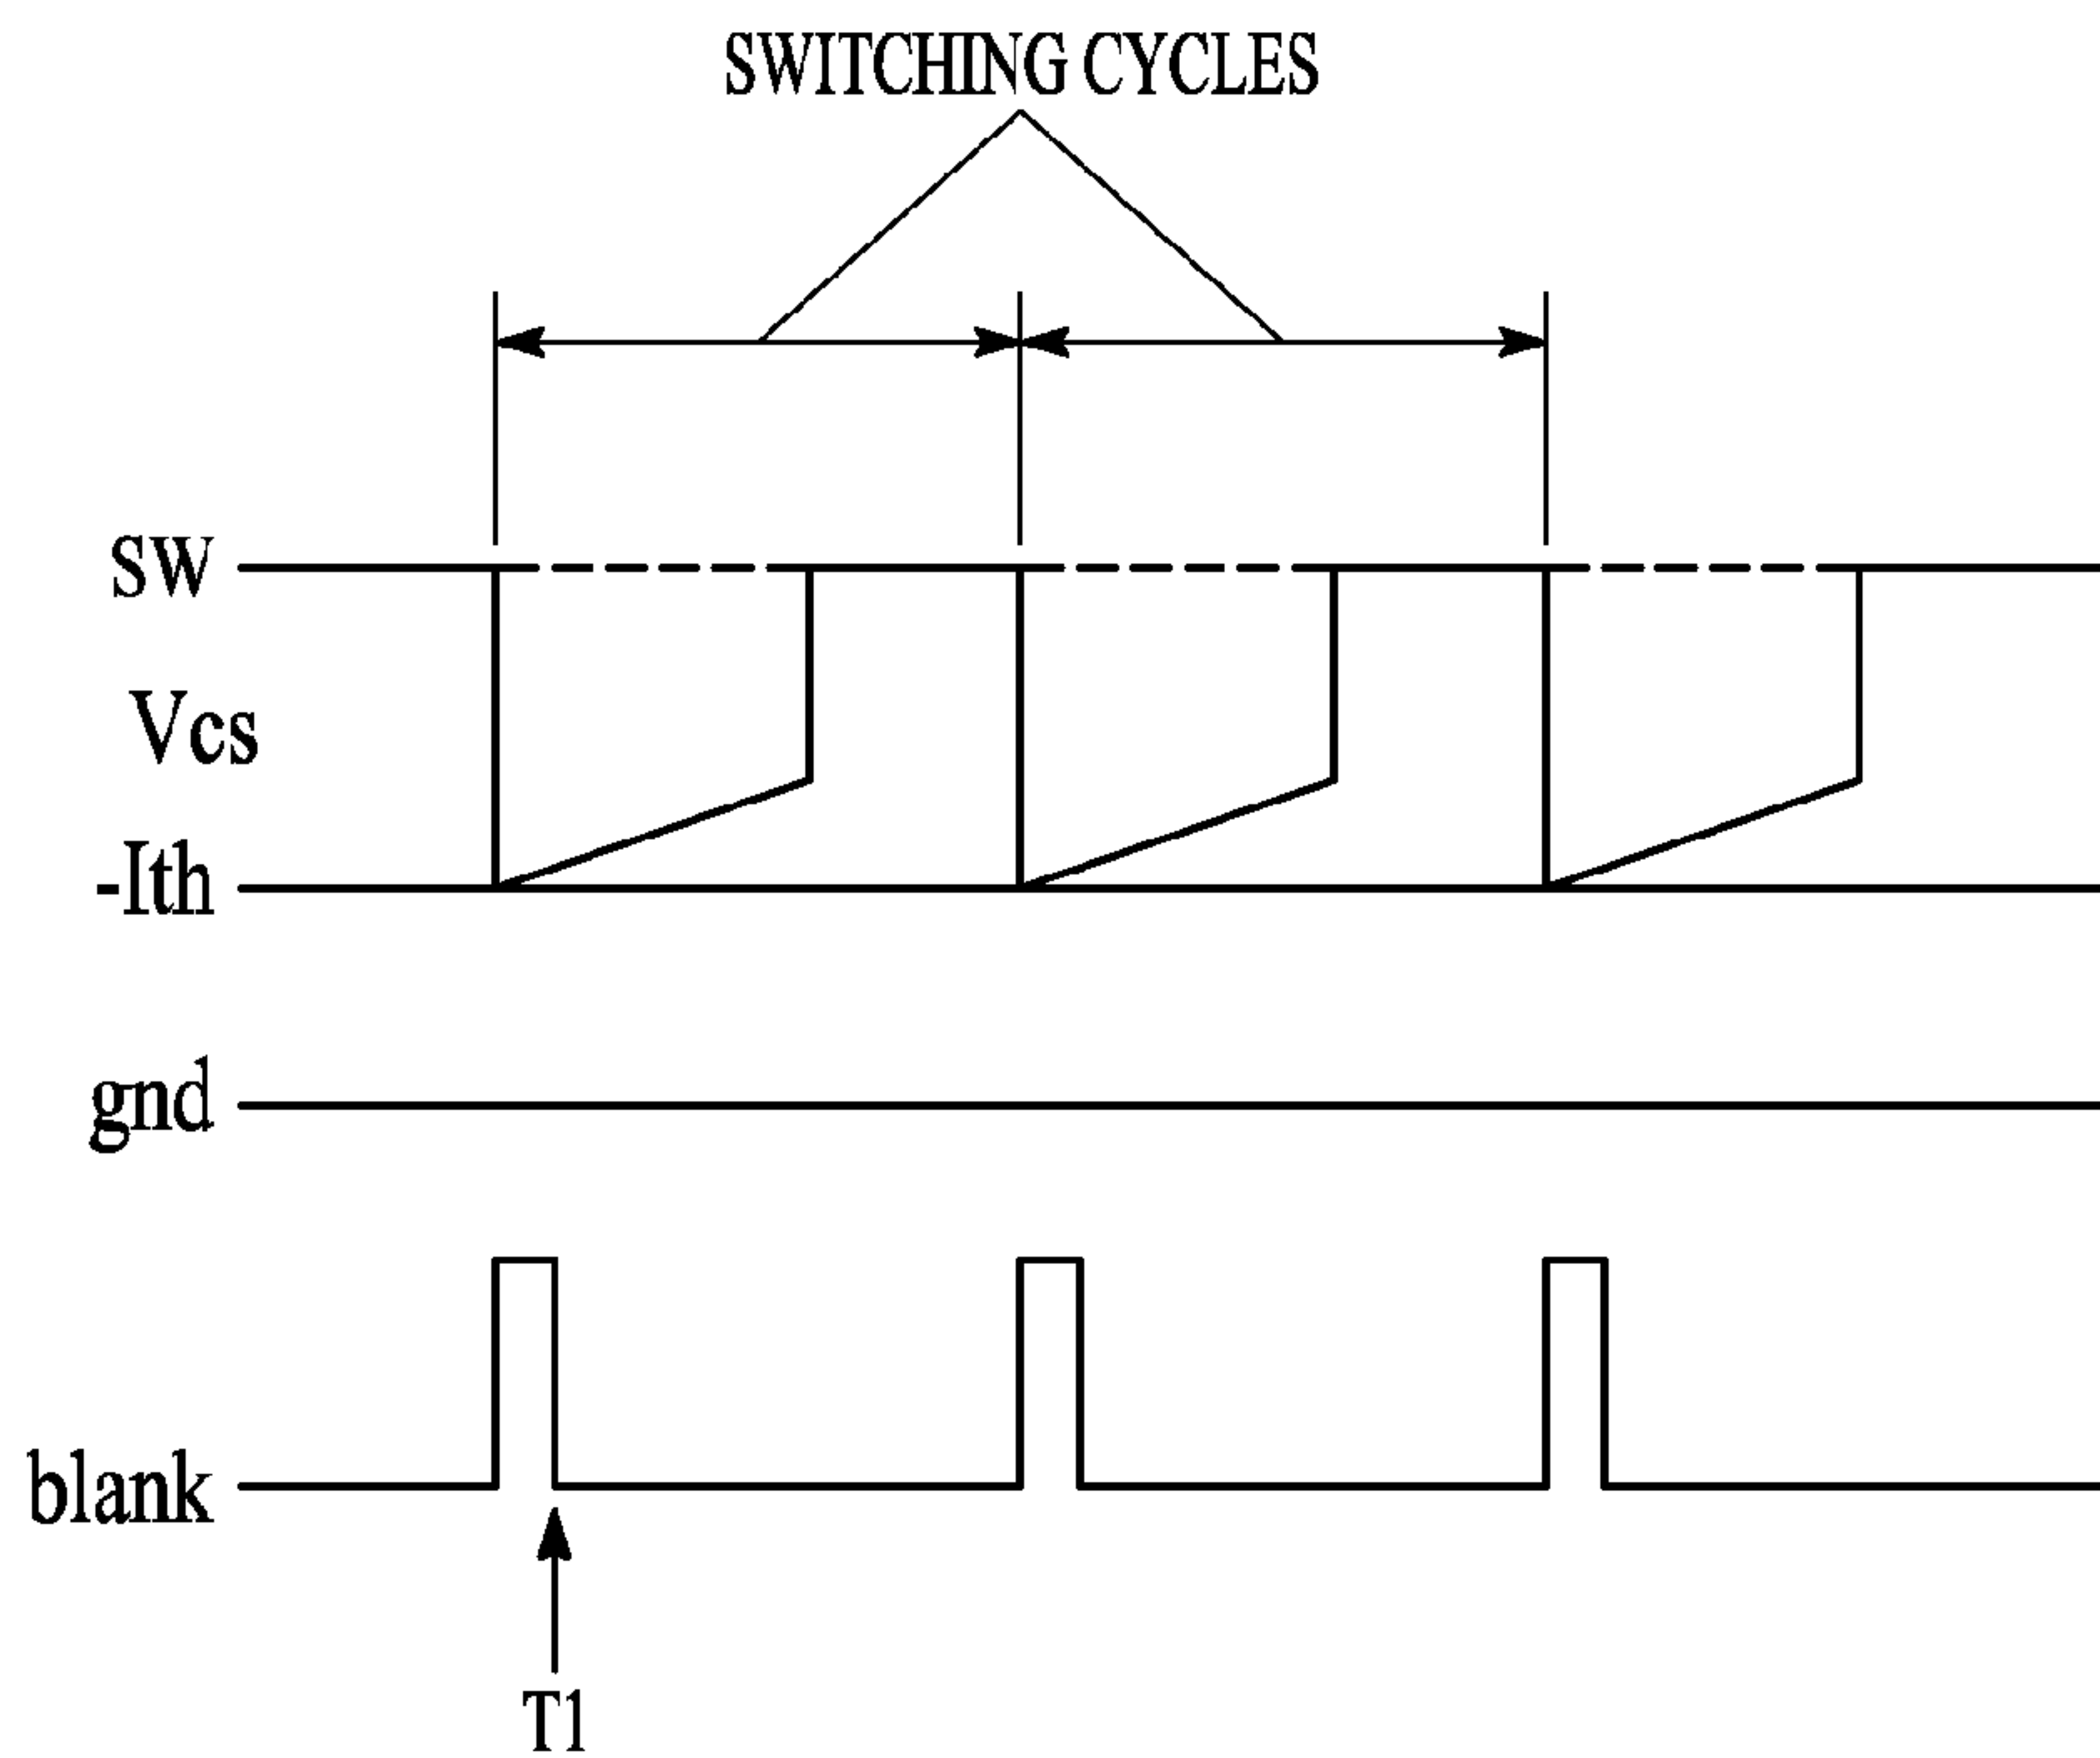 SWITCHING CYCLES
SW
Vcs
-Ith
gnd
blank
T1